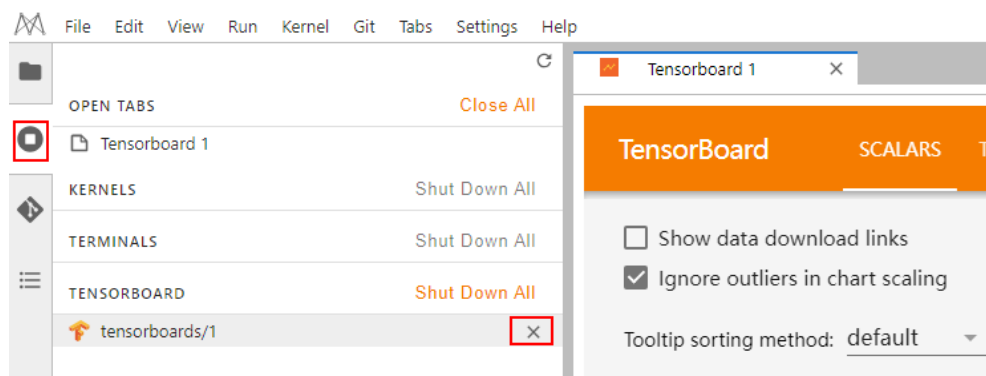 File Edit View Run Kernel Git Tabs Settings Help
OPEN TABS Close All
Tensorboard 1
KERNELS Shut Down All
TERMINALS Shut Down All
TENSORBOARD Shut Down All
tensorboards/1
Tensorboard 1
TensorBoard SCALARS
Show data download links
Ignore outliers in chart scaling
Tooltip sorting method: default